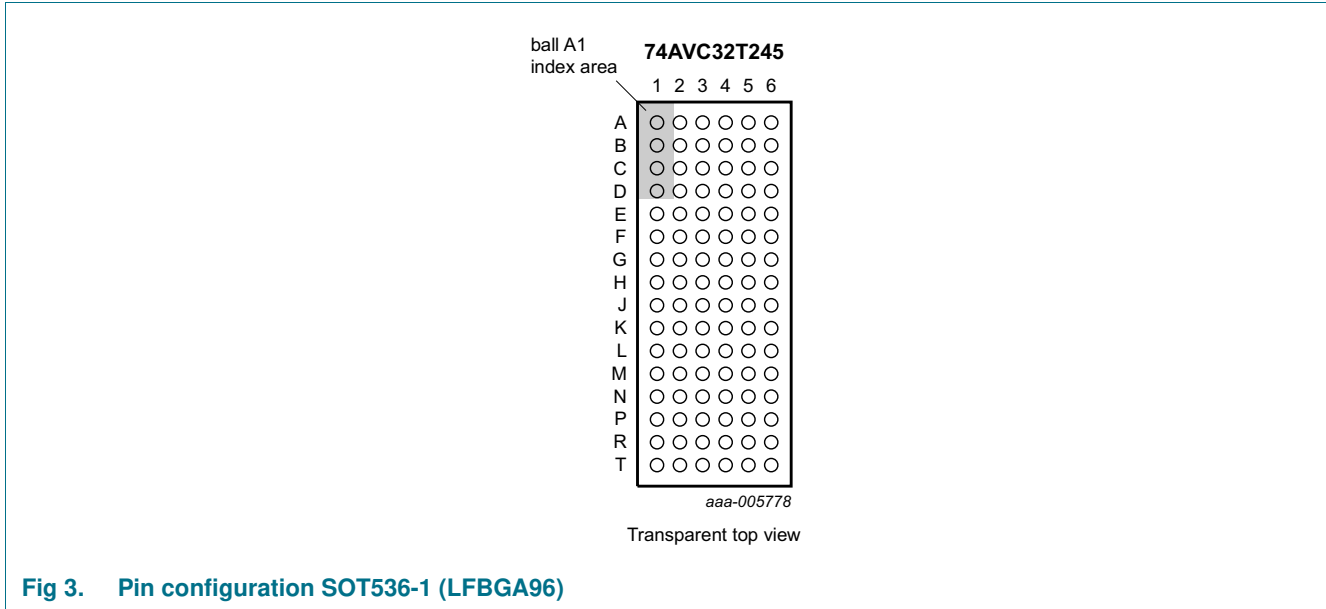 ball A1
index area
74AVC32T245
1 2 3 4 5 6
A
B
C
D
E
F
G
H
J
K
L
M
N
P
R
T
aaa-005778
Transparent top view
Fig 3. Pin configuration SOT536-1 (LFBGA96)